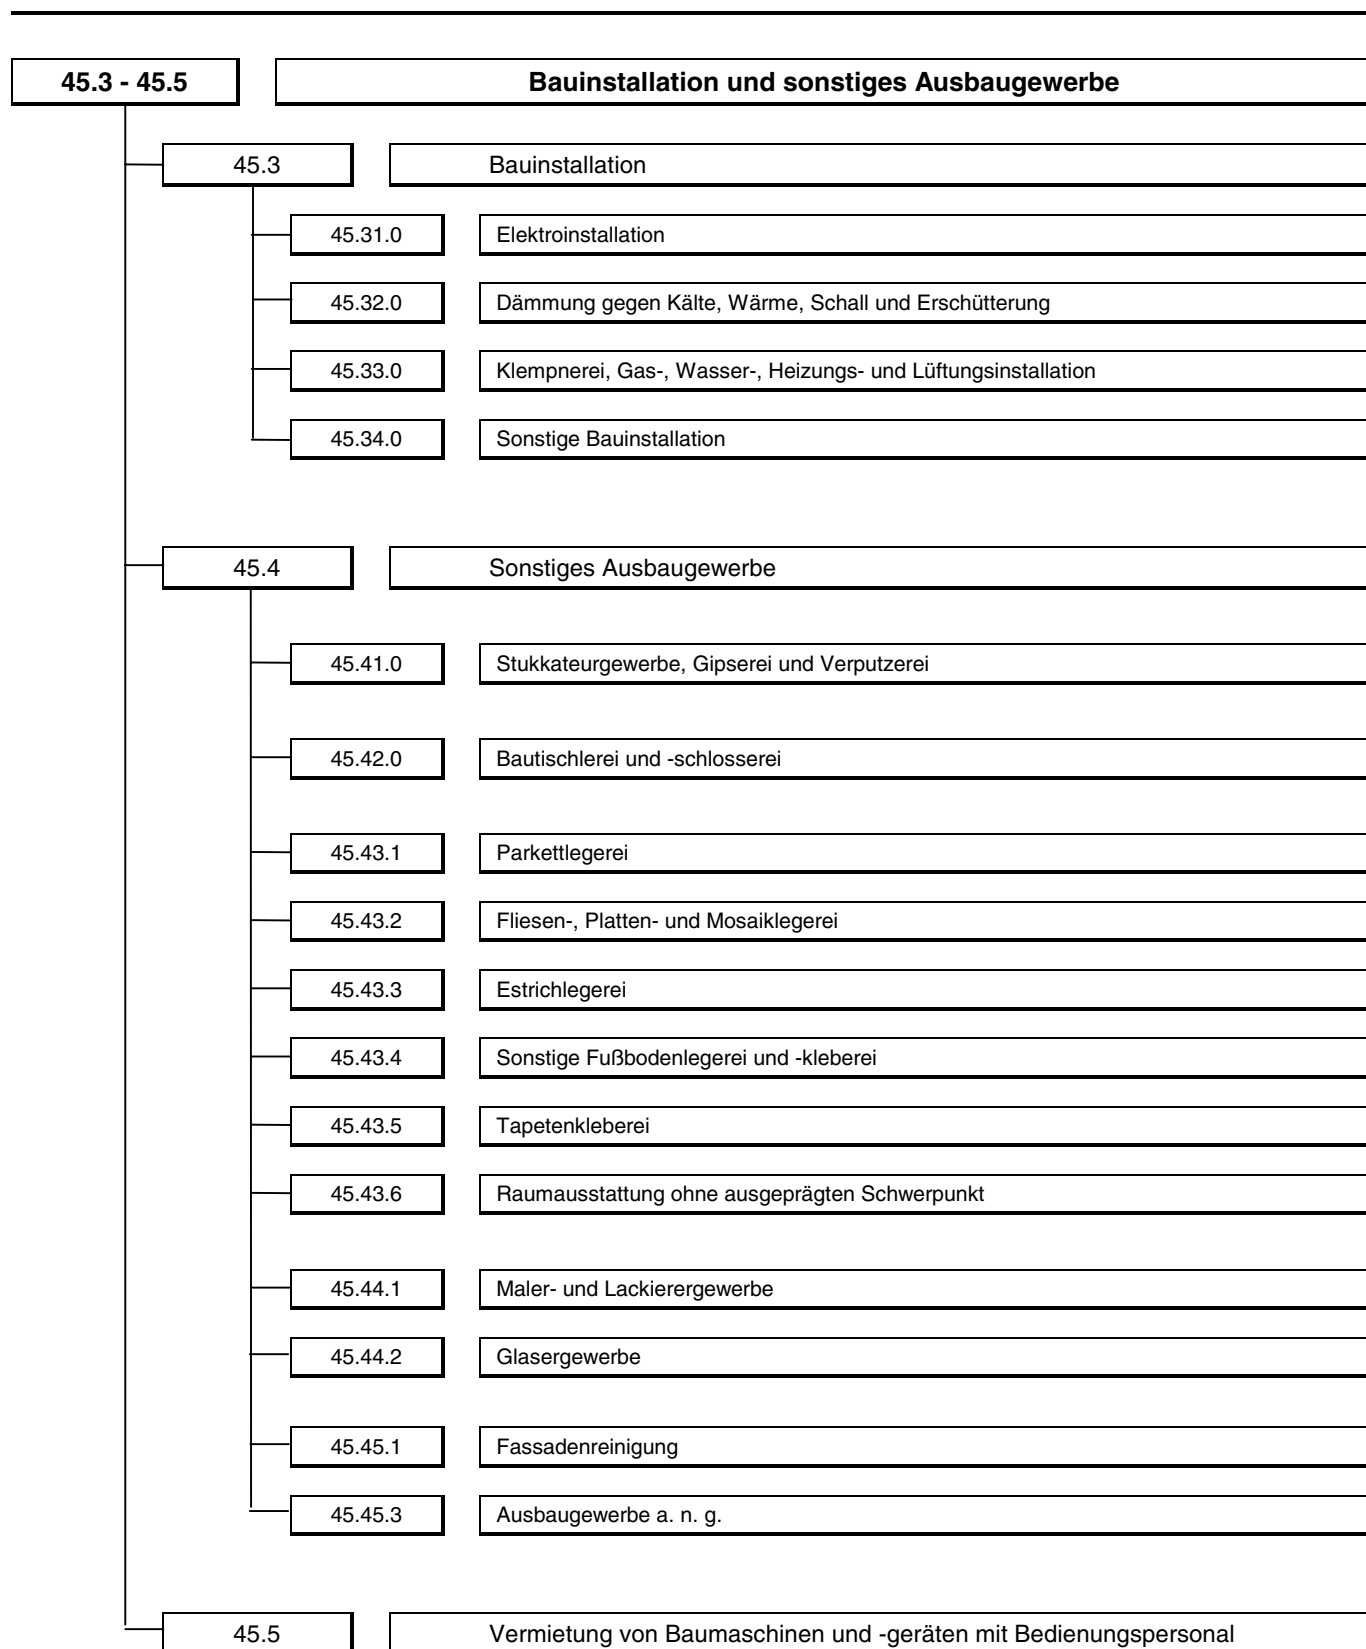 45.3 - 45.5 Bauinstallation und sonstiges Ausbaugewerbe
45.3 Bauinstallation
45.31.0 Elektroinstallation
45.32.0 Dämmung gegen Kälte, Wärme, Schall und Erschütterung
45.33.0 Klempnerei, Gas-, Wasser-, Heizungs- und Lüftungsinstallation
45.34.0 Sonstige Bauinstallation
45.4 Sonstiges Ausbaugewerbe
45.41.0 Stukkateurgewerbe, Gipserei und Verputzerei
45.42.0 Bautischlerei und -schlosserei
45.43.1 Parkettlegerei
45.43.2 Fliesen-, Platten- und Mosaiklegerei
45.43.3 Estrichlegerei
45.43.4 Sonstige Fußbodenlegerei und -kleberei
45.43.5 Tapetenkleberei
45.43.6 Raumausstattung ohne ausgeprägten Schwerpunkt
45.44.1 Maler- und Lackierergewerbe
45.44.2 Glasergewerbe
45.45.1 Fassadenreinigung
45.45.3 Ausbaugewerbe a. n. g.
45.5 Vermietung von Baumaschinen und -geräten mit Bedienungspersonal